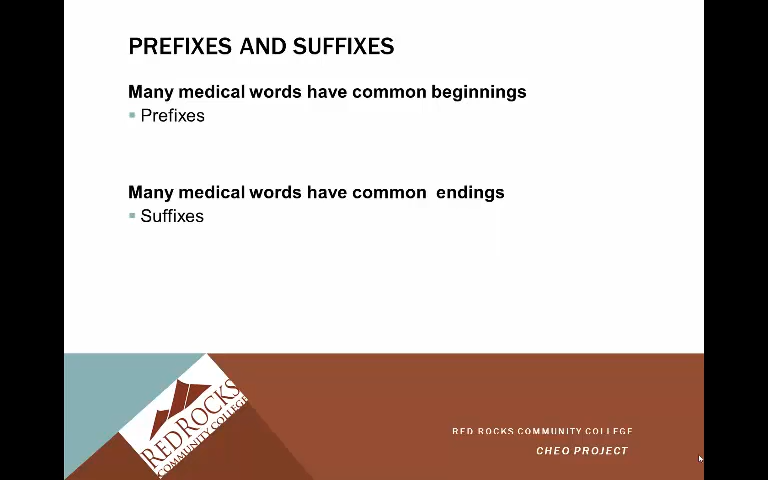 PREFIXES AND SUFFIXES
Many medical words have common beginnings
▪ Prefixes
Many medical words have common  endings
▪ Suffixes
RED ROCKS
COMMUNITY COLLEGE
RED ROCKS COMMUNITY COLLEGE
CHEO PROJECT